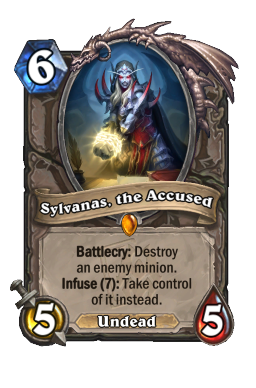 6
Sylvanas, the Accused
Battlecry: Destroy
an enemy minion.
Infuse (7): Take control
of it instead.
5
Undead
5